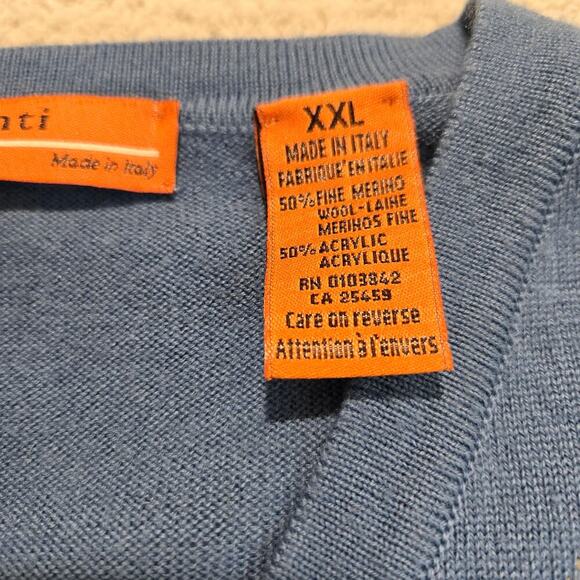 nti
Made in Italy
XXL
MADE IN ITALY
FABRIQUE'EN ITALIE
50% FINE MERINO
WOOL-LAINE
MERINOS FINE
50% ACRYLIC
ACRYLIQUE
RN 0103842
CA 25459
Care on reverse
Attention à l'envers